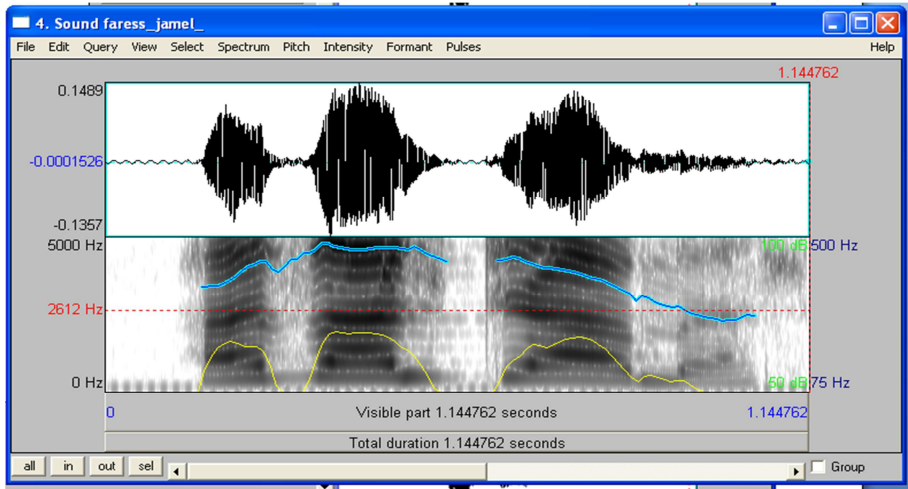 4. Sound faress_jamel_
File Edit Query View Select Spectrum Pitch Intensity Formant Pulses Help
1.144762
0.1489
-0.0001526
-0.1357
5000 Hz 100 dB 500 Hz
2612 Hz
0 Hz 50 dB 75 Hz
0 Visible part 1.144762 seconds 1.144762
Total duration 1.144762 seconds
all in out sel Group